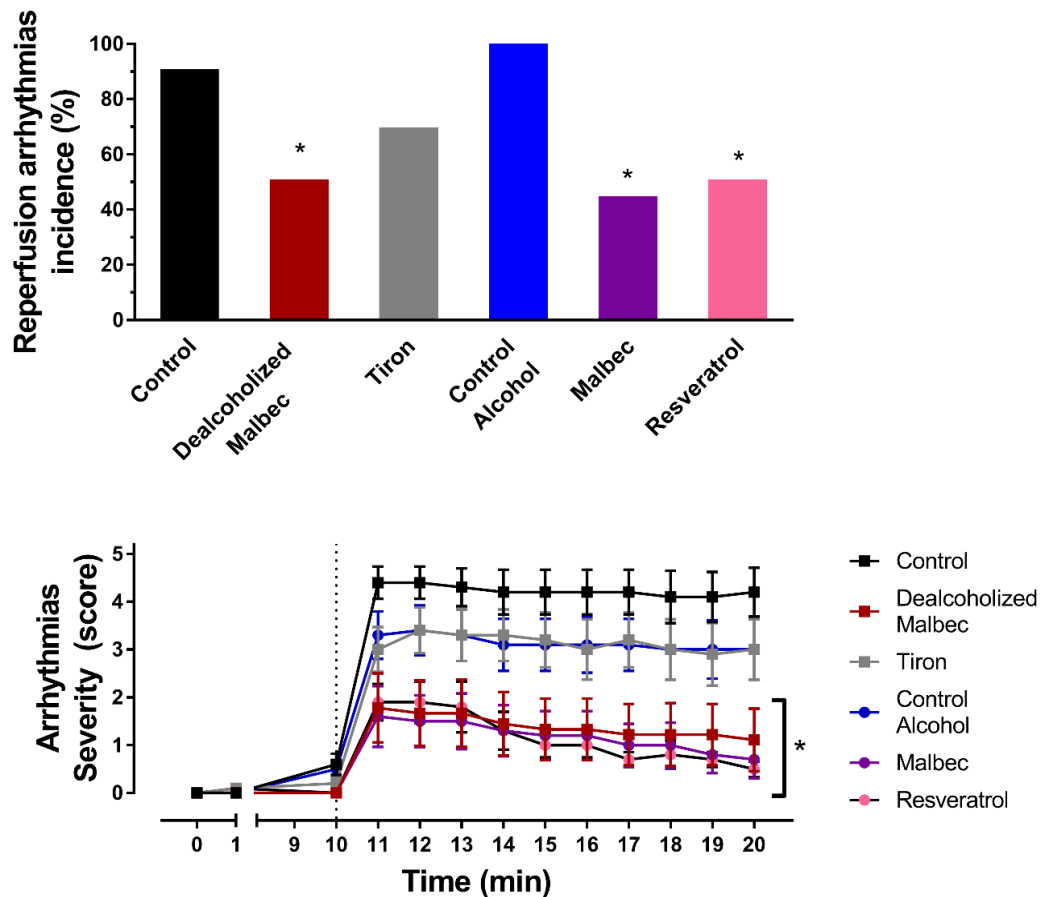 Reperfusion arrhythmias
incidence (%)
100
80
60
40
20
0
*
*
*
Control
Dealcoholized
Malbec
Tiron
Control
Alcohol
Malbec
Resveratrol
Arrhythmias
Severity (score)
5
4
3
2
1
0
*
0 1 9 10 11 12 13 14 15 16 17 18 19 20
Time (min)
Control
Dealcoholized
Malbec
Tiron
Control
Alcohol
Malbec
Resveratrol